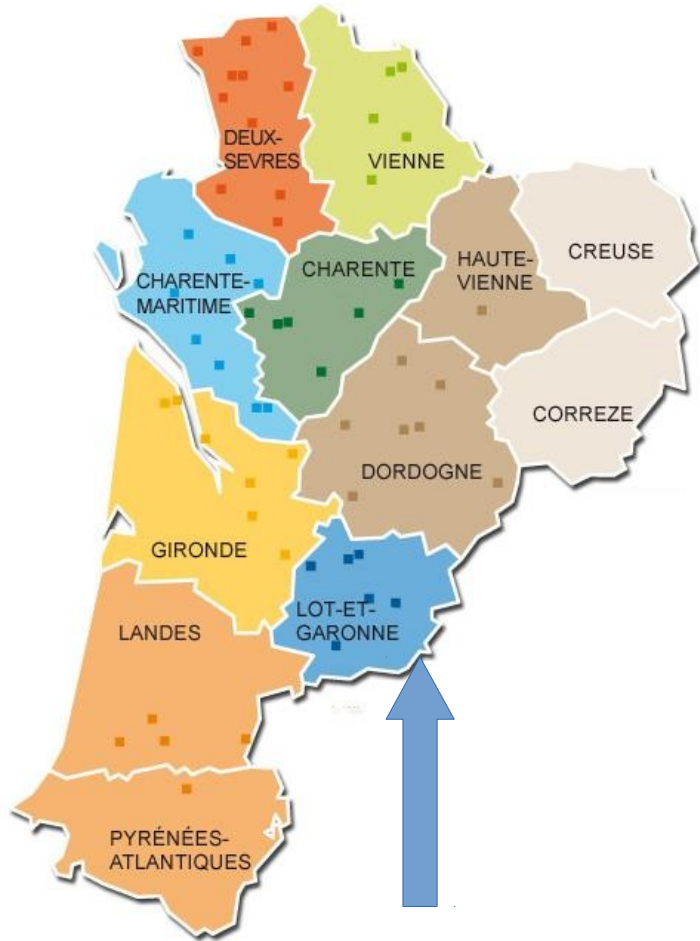 DEUX-
SEVRES
VIENNE
CHARENTE-
MARITIME
CHARENTE
HAUTE-
VIENNE
CREUSE
CORREZE
DORDOGNE
GIRONDE
LOT-ET-
GARONNE
LANDES
PYRÉNÉES-
ATLANTIQUES